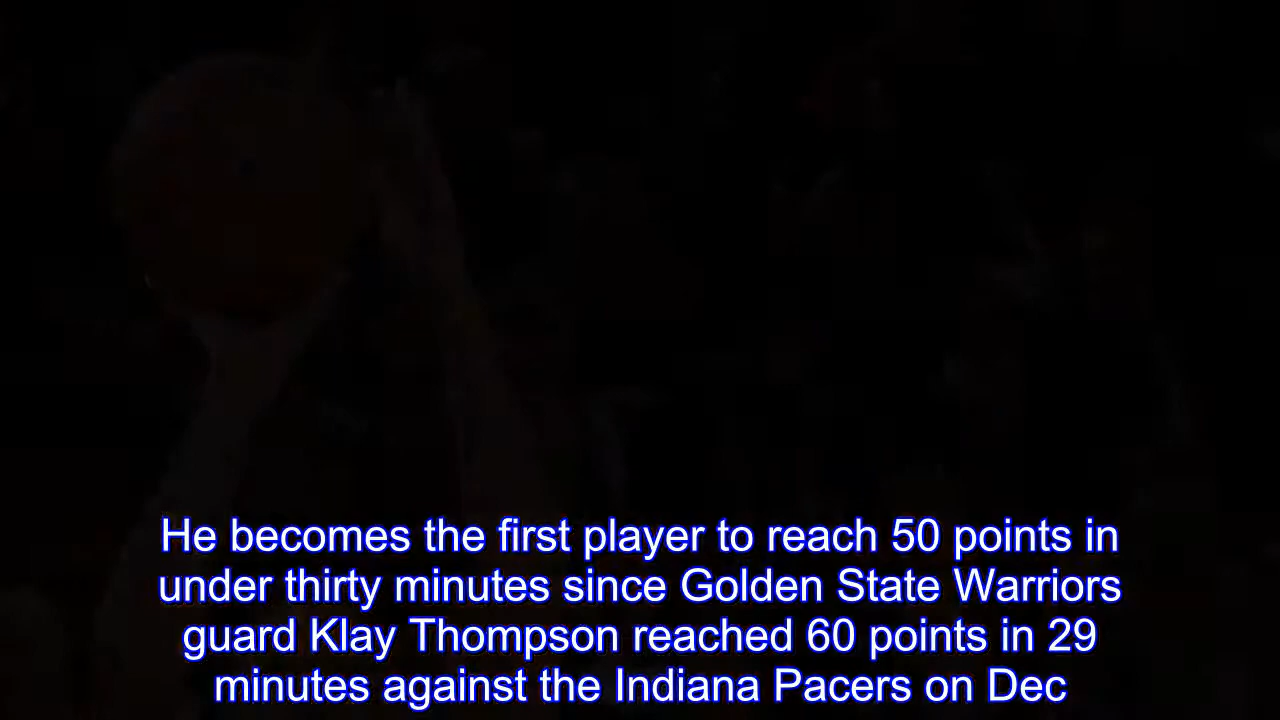 He becomes the first player to reach 50 points in
under thirty minutes since Golden State Warriors
guard Klay Thompson reached 60 points in 29
minutes against the Indiana Pacers on Dec